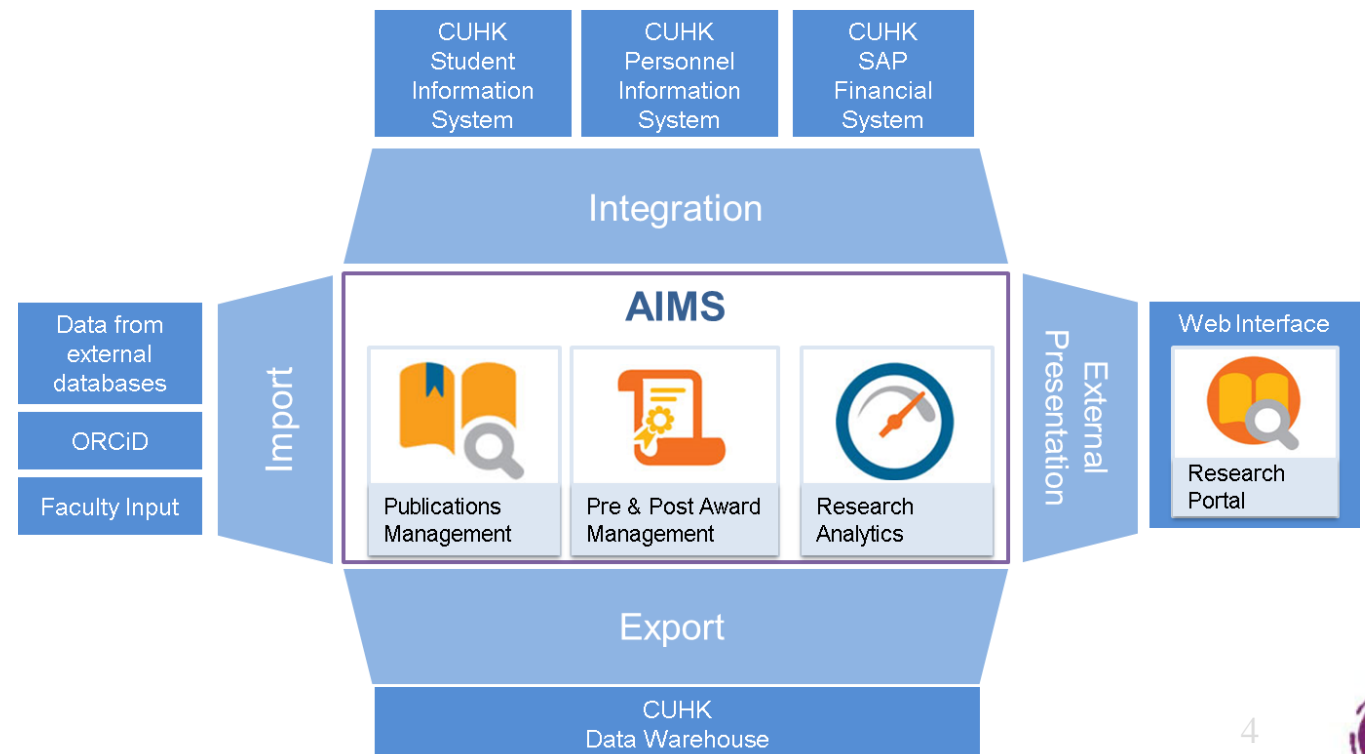 CUHK
Student
Information
System
CUHK
Personnel
Information
System
CUHK
SAP
Financial
System
Integration
Data from
external
databases
ORCiD
Faculty Input
Import
AIMS
Publications
Management
Pre & Post Award
Management
Research
Analytics
External
Presentation
Web Interface
Research
Portal
Export
CUHK
Data Warehouse
4